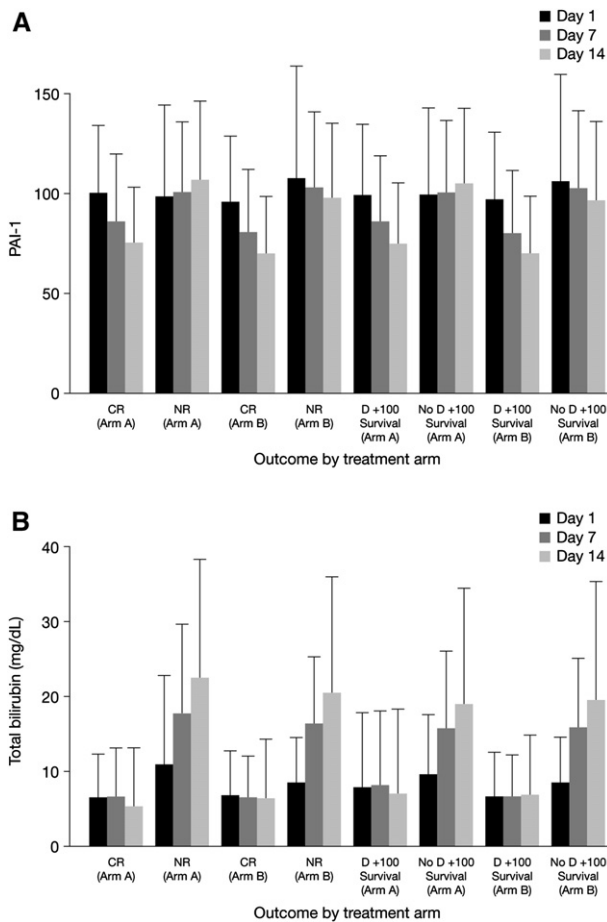 A
Day 1
Day 7
Day 14
150
100
50
0
PAI-1
CR
(Arm A)
NR
(Arm A)
CR
(Arm B)
NR
(Arm B)
D +100
Survival
(Arm A)
No D +100
Survival
(Arm A)
D +100
Survival
(Arm B)
No D +100
Survival
(Arm B)
Outcome by treatment arm
B
Day 1
Day 7
Day 14
40
30
20
10
0
Total bilirubin (mg/dL)
CR
(Arm A)
NR
(Arm A)
CR
(Arm B)
NR
(Arm B)
D +100
Survival
(Arm A)
No D +100
Survival
(Arm A)
D +100
Survival
(Arm B)
No D +100
Survival
(Arm B)
Outcome by treatment arm